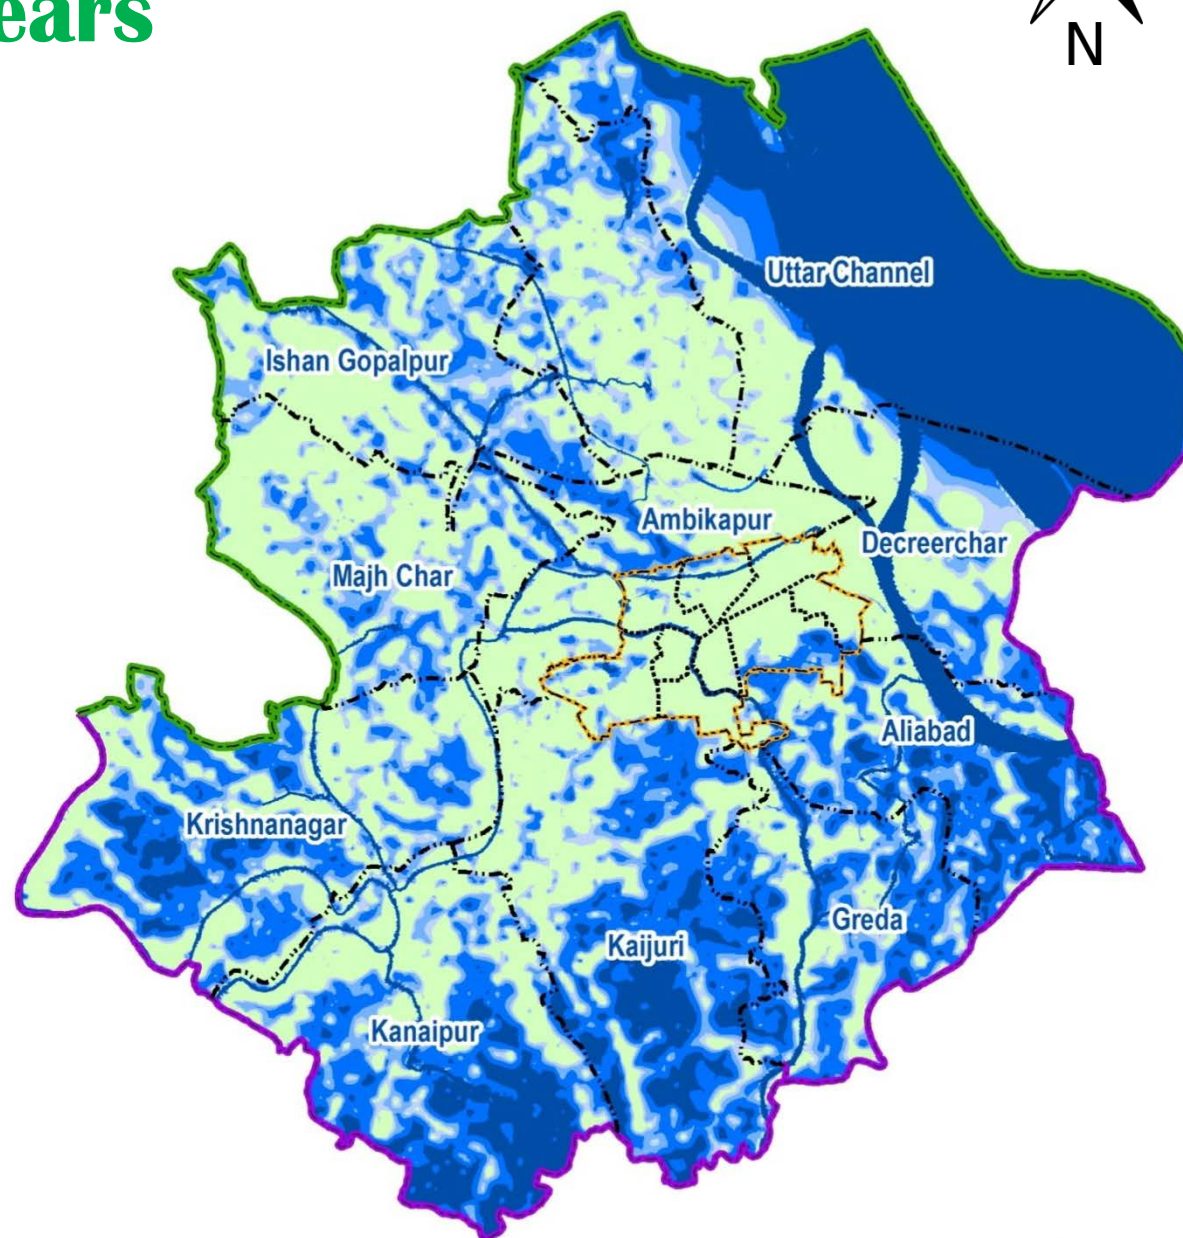 ears
N
Uttar Channel
Ishan Gopalpur
Ambikapur
Decreerchar
Majh Char
Aliabad
Krishnanagar
Greda
Kaijuri
Kanaipur